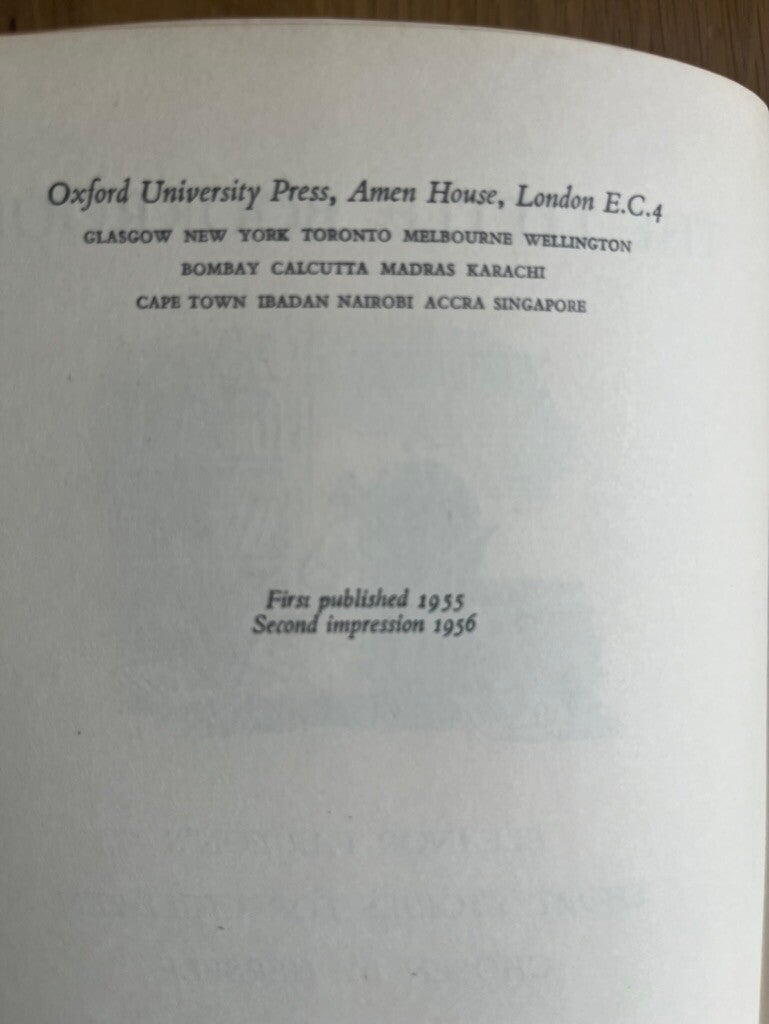 Oxford University Press, Amen House, London E.C.4
GLASGOW NEW YORK TORONTO MELBOURNE WELLINGTON
BOMBAY CALCUTTA MADRAS KARACHI
CAPE TOWN IBADAN NAIROBI ACCRA SINGAPORE
First published 1955
Second impression 1956